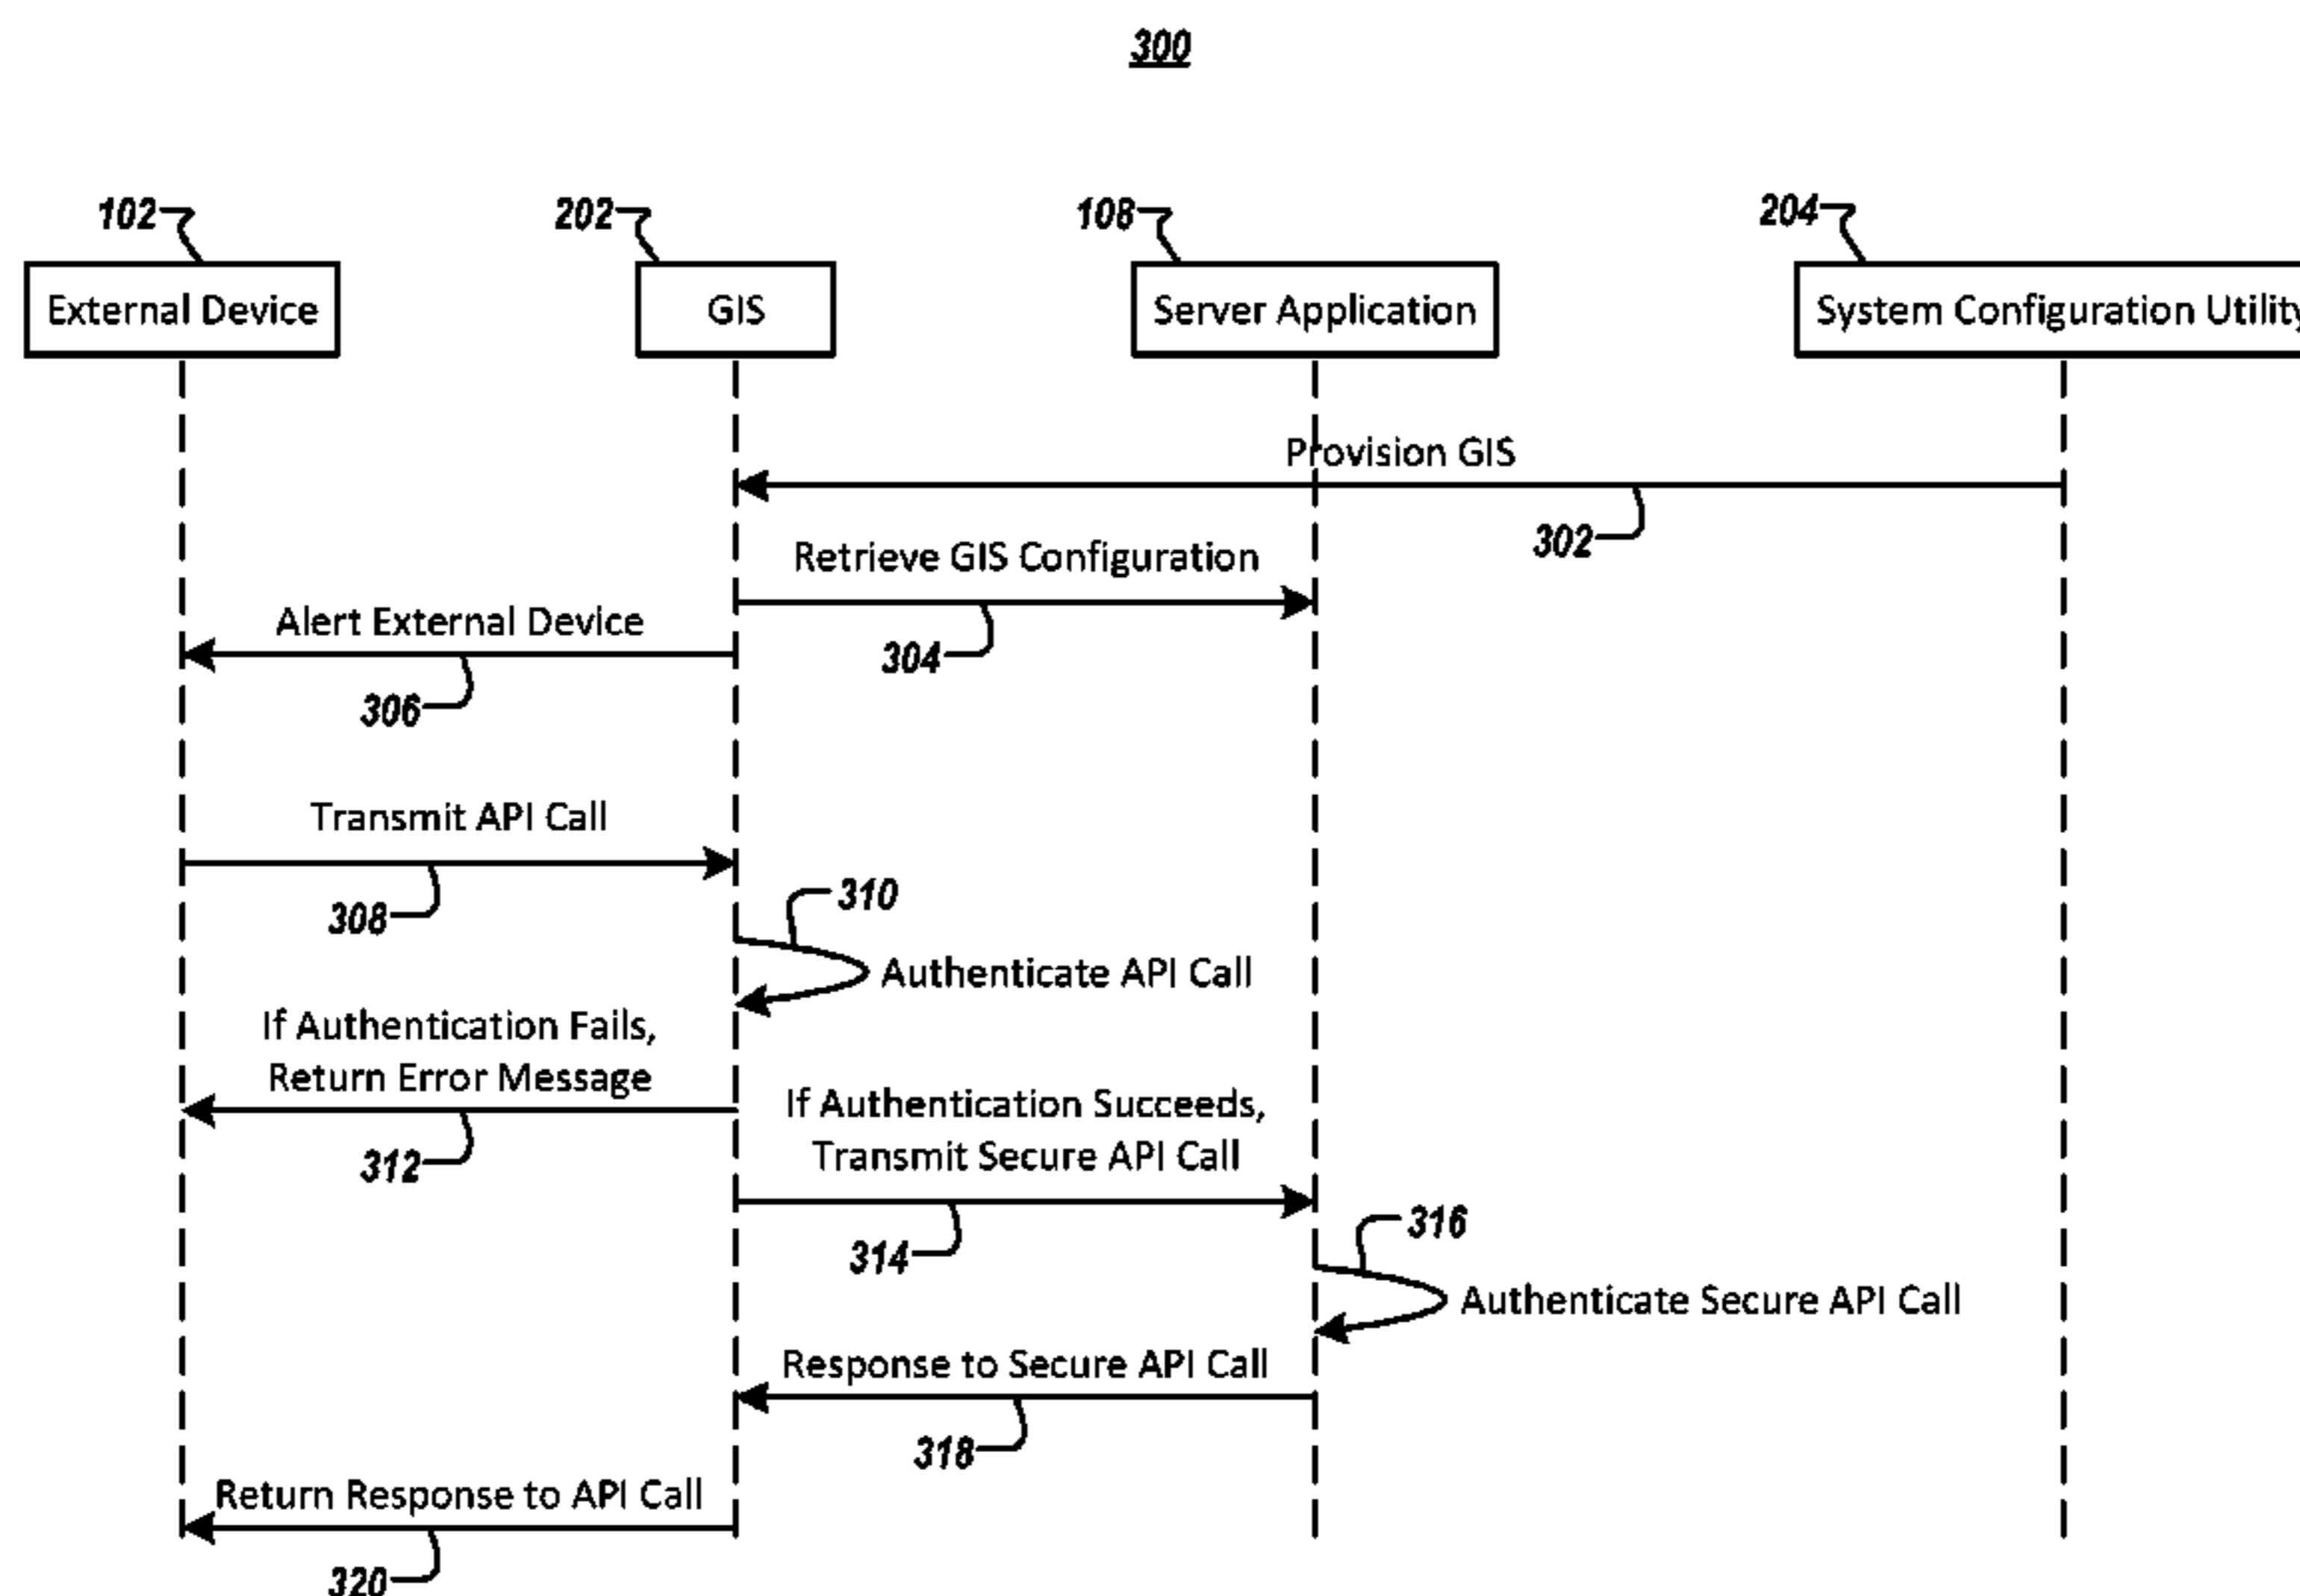 300
102
202
108
204
External Device
GIS
Server Application
System Configuration Utility
Provision GIS
302
Retrieve GIS Configuration
304
Alert External Device
306
Transmit API Call
308
310
Authenticate API Call
If Authentication Fails,
Return Error Message
312
If Authentication Succeeds,
Transmit Secure API Call
314
316
Authenticate Secure API Call
Response to Secure API Call
318
Return Response to API Call
320